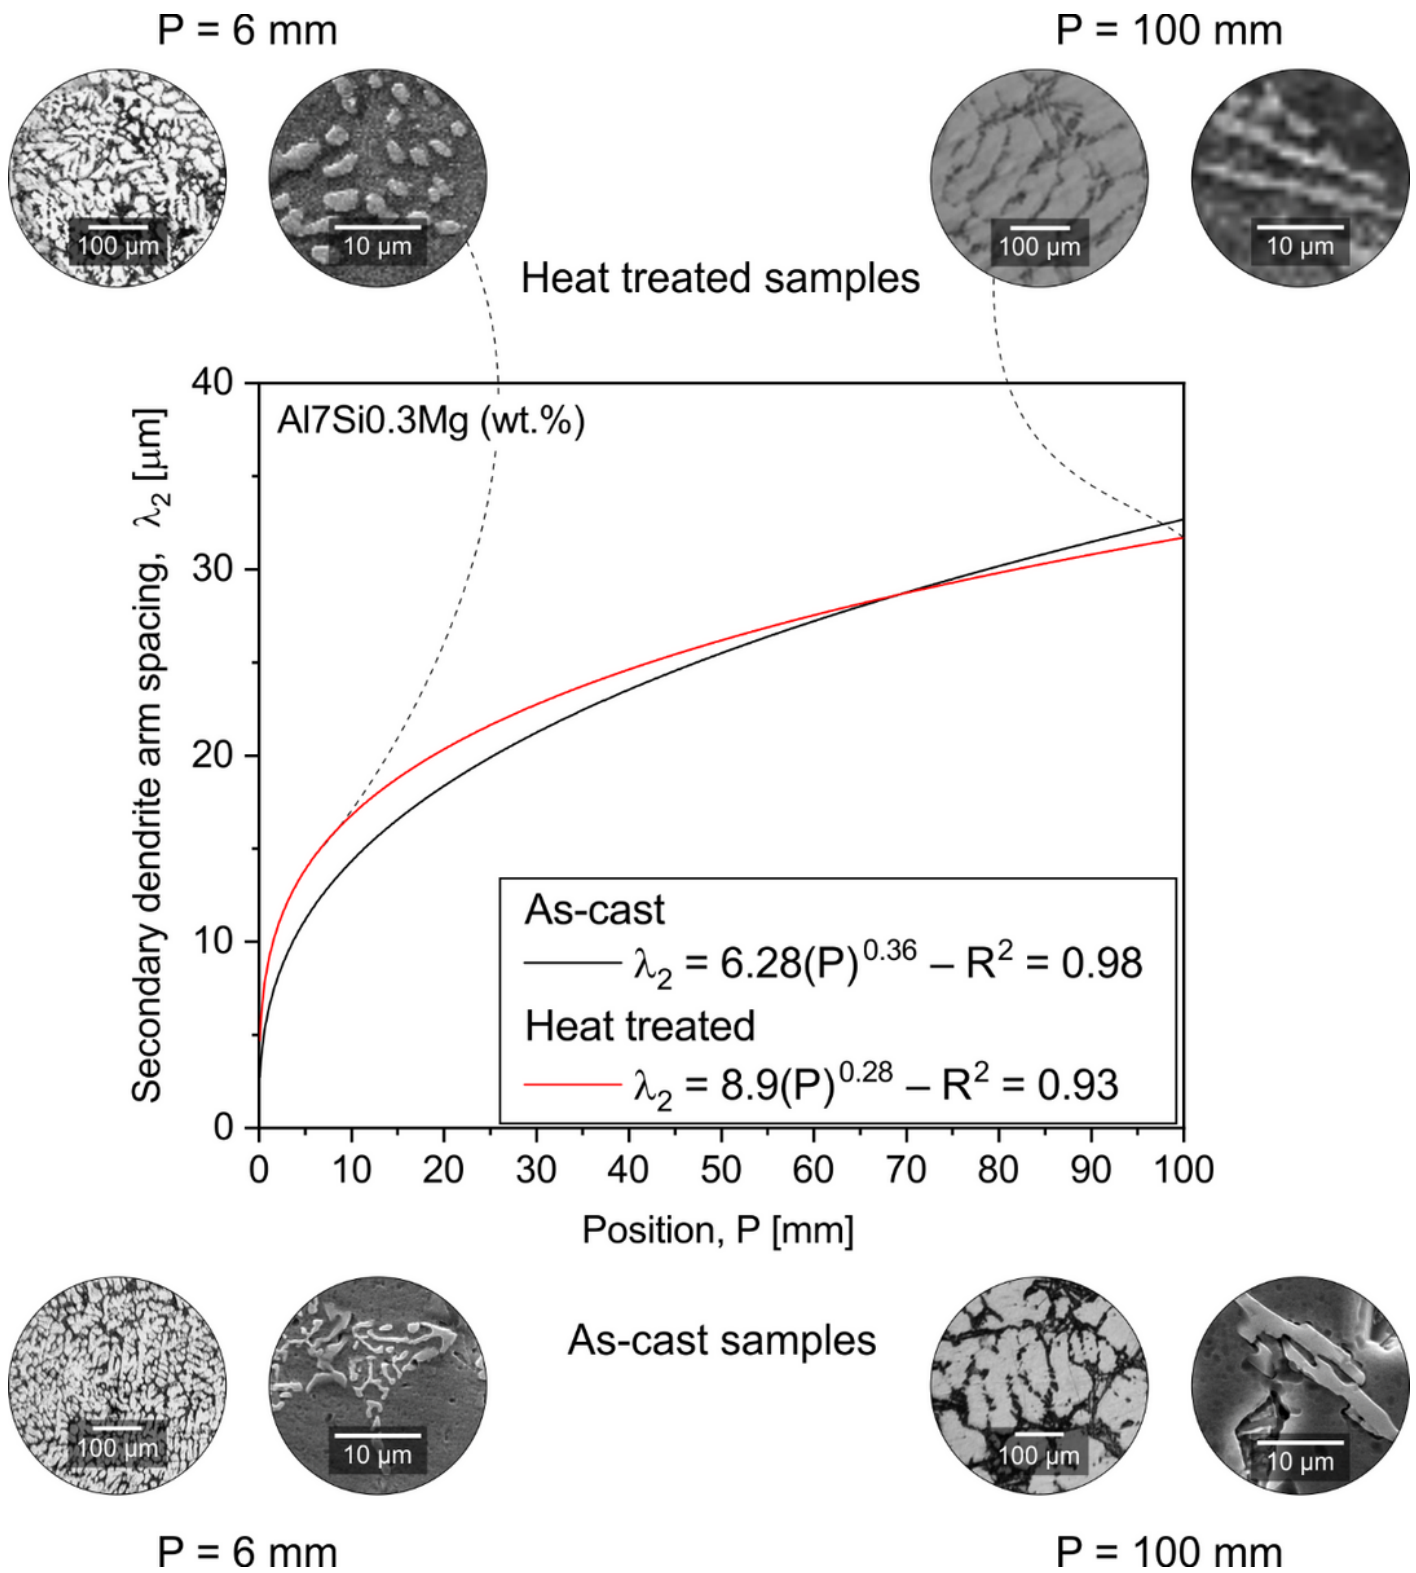 P = 6 mm
P = 100 mm
100 µm
10 µm
100 µm
10 µm
Heat treated samples
Al7Si0.3Mg (wt.%)
Secondary dendrite arm spacing, λ₂ [µm]
40
30
20
10
0
0 10 20 30 40 50 60 70 80 90 100
As-cast
λ₂ = 6.28(P)^0.36 – R² = 0.98
Heat treated
λ₂ = 8.9(P)^0.28 – R² = 0.93
Position, P [mm]
100 µm
10 µm
As-cast samples
100 µm
10 µm
P = 6 mm
P = 100 mm